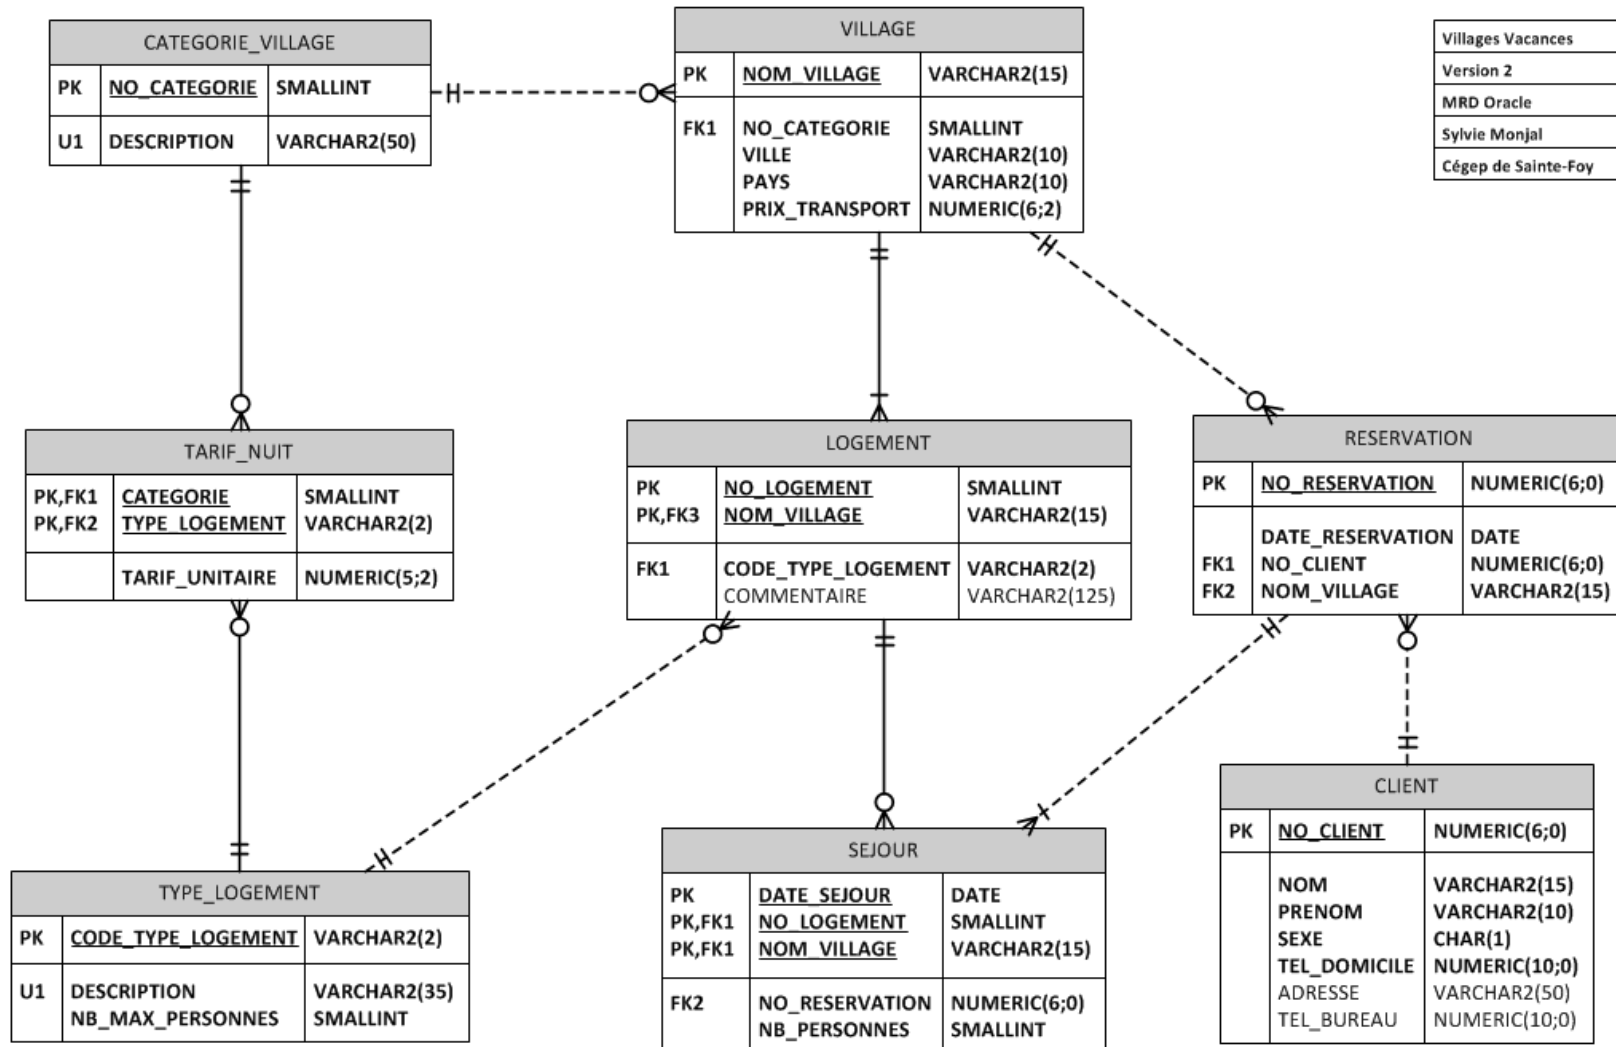 CATEGORIE_VILLAGE
PK NO_CATEGORIE SMALLINT
U1 DESCRIPTION VARCHAR2(50)
VILLAGE
PK NOM_VILLAGE VARCHAR2(15)
FK1 NO_CATEGORIE SMALLINT
VILLE VARCHAR2(10)
PAYS VARCHAR2(10)
PRIX_TRANSPORT NUMERIC(6;2)
Villages Vacances
Version 2
MRD Oracle
Sylvie Monjal
Cégep de Sainte-Foy
TARIF_NUIT
PK,FK1 CATEGORIE SMALLINT
PK,FK2 TYPE_LOGEMENT VARCHAR2(2)
TARIF_UNITAIRE NUMERIC(5;2)
LOGEMENT
PK NO_LOGEMENT SMALLINT
PK,FK3 NOM_VILLAGE VARCHAR2(15)
FK1 CODE_TYPE_LOGEMENT VARCHAR2(2)
COMMENTAIRE VARCHAR2(125)
RESERVATION
PK NO_RESERVATION NUMERIC(6;0)
DATE_RESERVATION DATE
FK1 NO_CLIENT NUMERIC(6;0)
FK2 NOM_VILLAGE VARCHAR2(15)
TYPE_LOGEMENT
PK CODE_TYPE_LOGEMENT VARCHAR2(2)
U1 DESCRIPTION VARCHAR2(35)
NB_MAX_PERSONNES SMALLINT
SEJOUR
PK DATE_SEJOUR DATE
PK,FK1 NO_LOGEMENT SMALLINT
PK,FK1 NOM_VILLAGE VARCHAR2(15)
FK2 NO_RESERVATION NUMERIC(6;0)
NB_PERSONNES SMALLINT
CLIENT
PK NO_CLIENT NUMERIC(6;0)
NOM VARCHAR2(15)
PRENOM VARCHAR2(10)
SEXE CHAR(1)
TEL_DOMICILE NUMERIC(10;0)
ADRESSE VARCHAR2(50)
TEL_BUREAU NUMERIC(10;0)